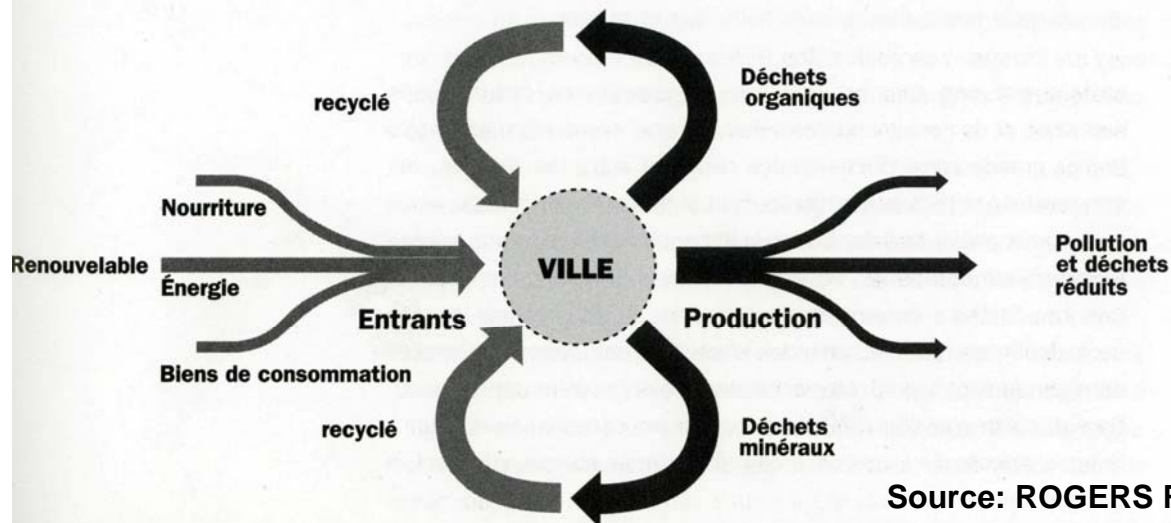 Déchets
organiques
recyclé
Nourriture
Renouvelable
Énergie
Biens de consommation
Entrants
VILLE
Production
Pollution
et déchets
réduits
recyclé
Déchets
minéraux
Source: ROGERS